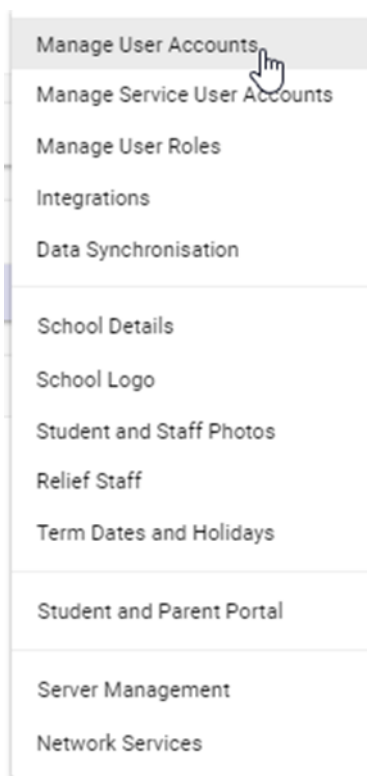 Manage User Accounts
Manage Service User Accounts
Manage User Roles
Integrations
Data Synchronisation
School Details
School Logo
Student and Staff Photos
Relief Staff
Term Dates and Holidays
Student and Parent Portal
Server Management
Network Services